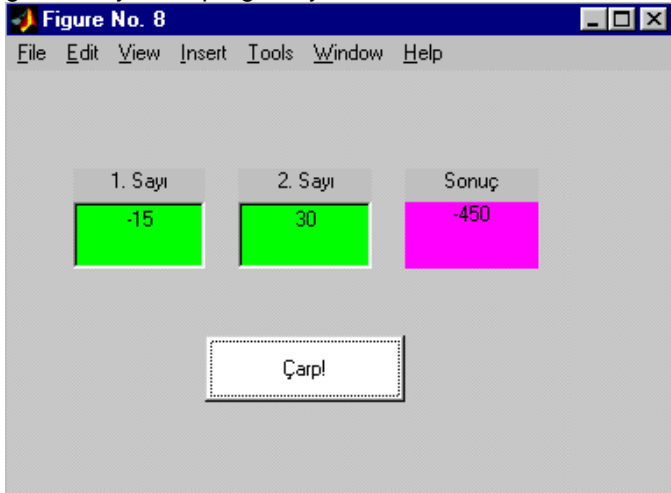 Figure No. 8
File Edit View Insert Tools Window Help
1. Sayı 2. Sayı Sonuç
-15 30 -450
Çarp!